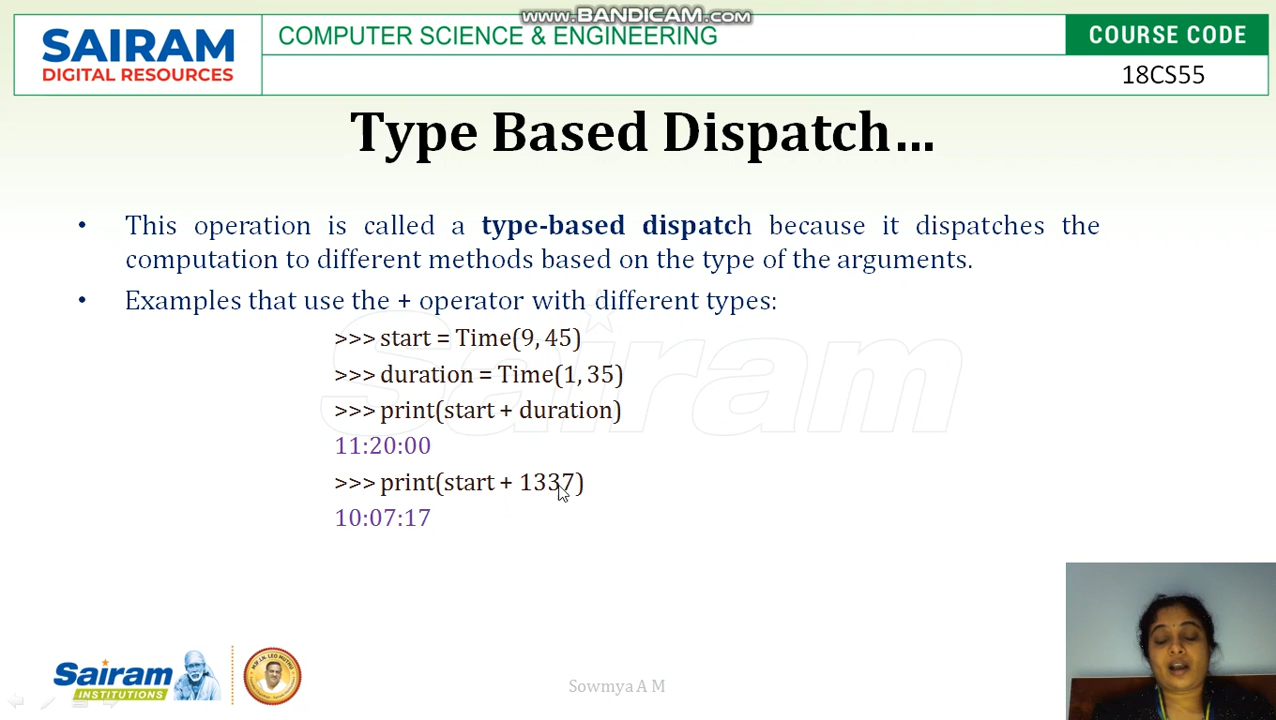 www.BANDICAM.com
SAIRAM
DIGITAL RESOURCES
COMPUTER SCIENCE & ENGINEERING
COURSE CODE
18CS55
Type Based Dispatch...
• This operation is called a type-based dispatch because it dispatches the
computation to different methods based on the type of the arguments.
• Examples that use the + operator with different types:
>>> start = Time(9, 45)
>>> duration = Time(1, 35)
>>> print(start + duration)
11:20:00
>>> print(start + 1337)
10:07:17
Sairam
Sairam
INSTITUTIONS
Sowmya A M